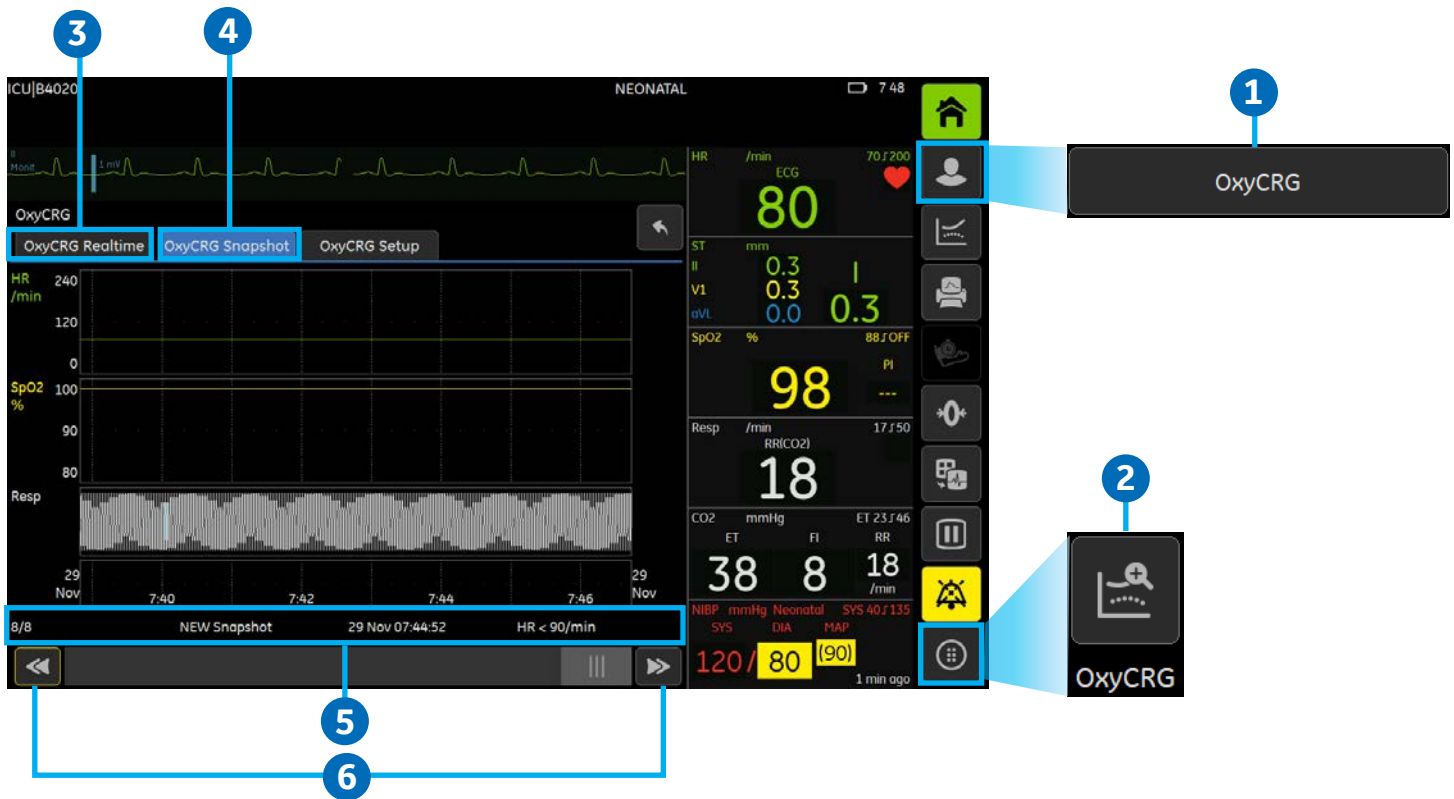 3
4
ICU|B4020
NEONATAL
7 48
1
II
Monit
1 mV
OxyCRG
OxyCRG Realtime
OxyCRG Snapshot
OxyCRG Setup
HR
/min
240
120
0
SpO2
%
100
90
80
Resp
29
Nov
7:40
7:42
7:44
7:46
29
Nov
8/8
NEW Snapshot
29 Nov 07:44:52
HR < 90/min
HR /min 70 200
ECG
80
ST mm
II 0.3 I
V1 0.3 0.3
aVL 0.0
SpO2 % 88 OFF
PI
98 ---
Resp /min 17 50
RR(CO2)
18
CO2 mmHg ET 23 46
ET FI RR
38 8 18
/min
NIBP mmHg Neonatal SYS 40 135
SYS DIA MAP
120/ 80 (90)
1 min ago
OxyCRG
2
OxyCRG
5
6